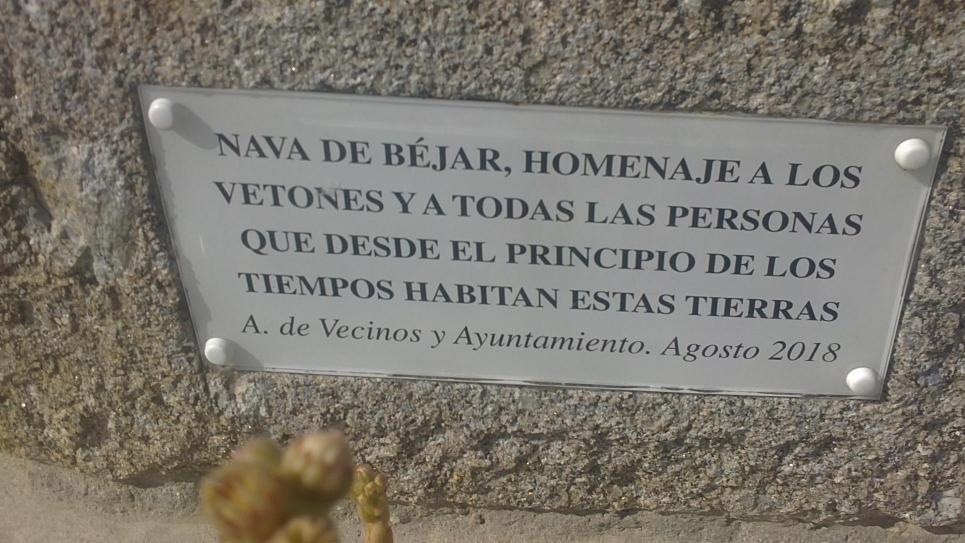 NAVA DE BÉJAR, HOMENAJE A LOS
VETONES Y A TODAS LAS PERSONAS
QUE DESDE EL PRINCIPIO DE LOS
TIEMPOS HABITAN ESTAS TIERRAS
A. de Vecinos y Ayuntamiento. Agosto 2018